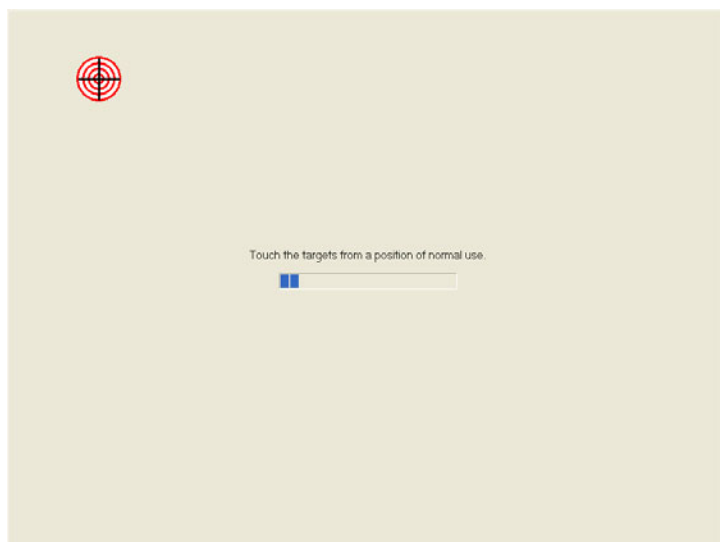 Touch the targets from a position of normal use.